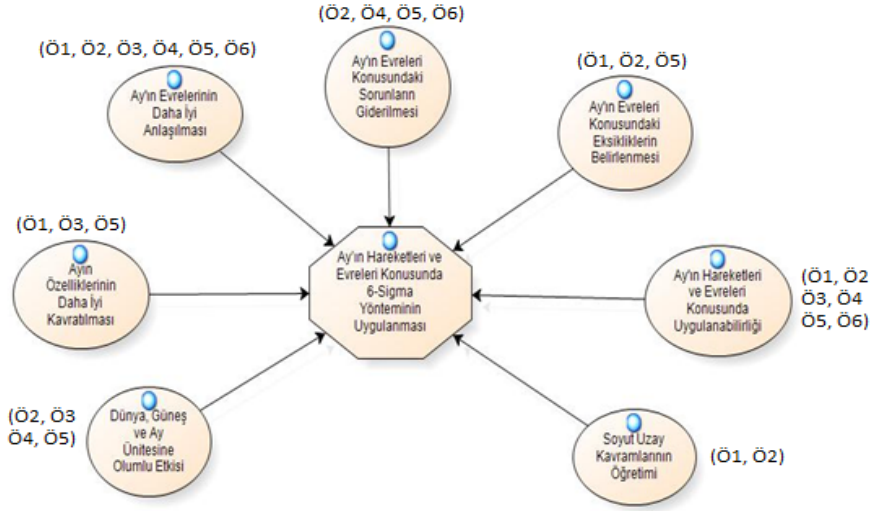 (Ö2, Ö4, Ö5, Ö6)
Ay'ın Evreleri
Konusundaki
Sorunların
Giderilmesi
(Ö1, Ö2, Ö3, Ö4, Ö5, Ö6)
Ay'ın Evrelerinin
Daha İyi
Anlaşılması
(Ö1, Ö2, Ö5)
Ay'ın Evreleri
Konusundaki
Eksikliklerin
Belirlenmesi
(Ö1, Ö3, Ö5)
Ayın
Özelliklerinin
Daha İyi
Kavratılması
Ay'ın Hareketleri ve
Evreleri Konusunda
6-Sigma
Yönteminin
Uygulanması
Ay'ın Hareketleri
ve Evreleri
Konusunda
Uygulanabilirliği
(Ö1, Ö2
Ö3, Ö4
Ö5, Ö6)
(Ö2, Ö3
Ö4, Ö5)
Dünya, Güneş
ve Ay
Ünitesine
Olumlu Etkisi
Soyut Uzay
Kavramlarının
Öğretimi
(Ö1, Ö2)